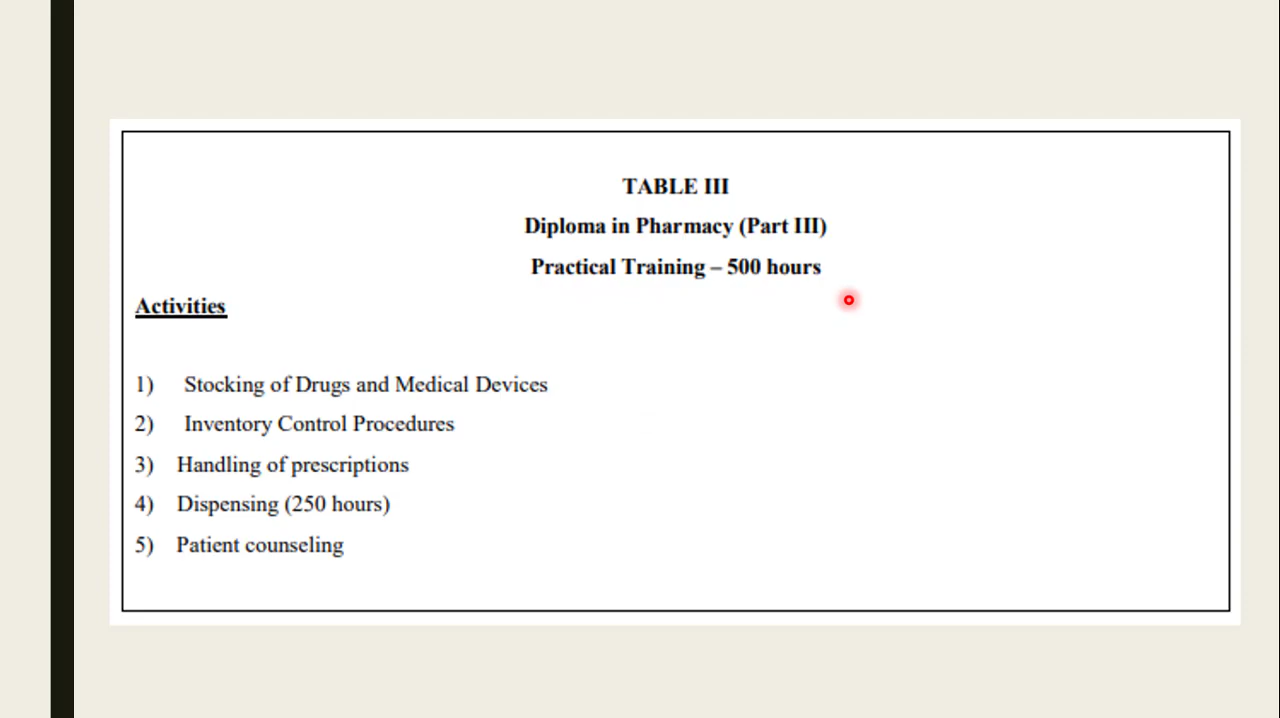 TABLE III
Diploma in Pharmacy (Part III)
Practical Training – 500 hours
Activities
1) Stocking of Drugs and Medical Devices
2) Inventory Control Procedures
3) Handling of prescriptions
4) Dispensing (250 hours)
5) Patient counseling